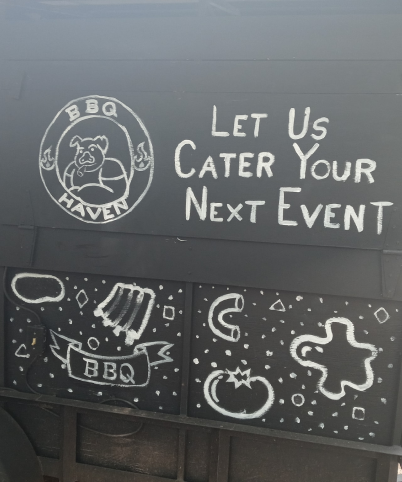 BBQ
HAVEN
LET US
CATER YOUR
NEXT EVENT
BBQ